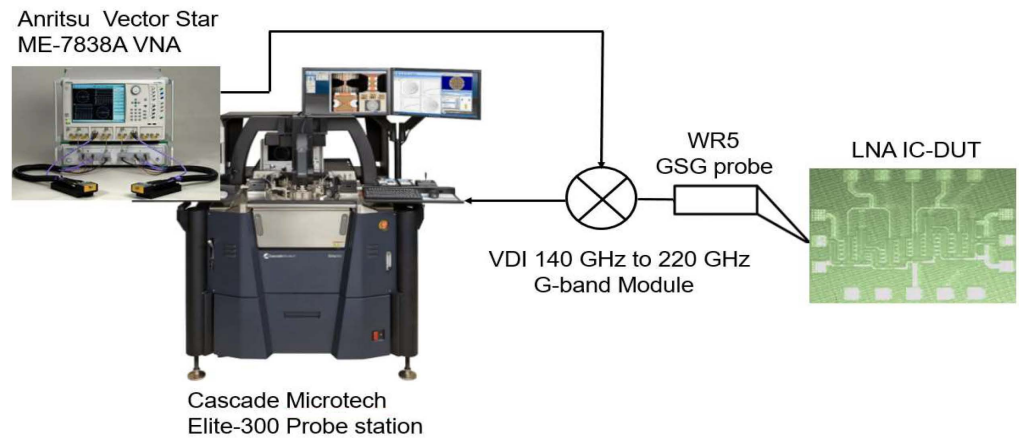 Anritsu Vector Star
ME-7838A VNA
WR5
GSG probe
LNA IC-DUT
VDI 140 GHz to 220 GHz
G-band Module
Cascade Microtech
Elite-300 Probe station